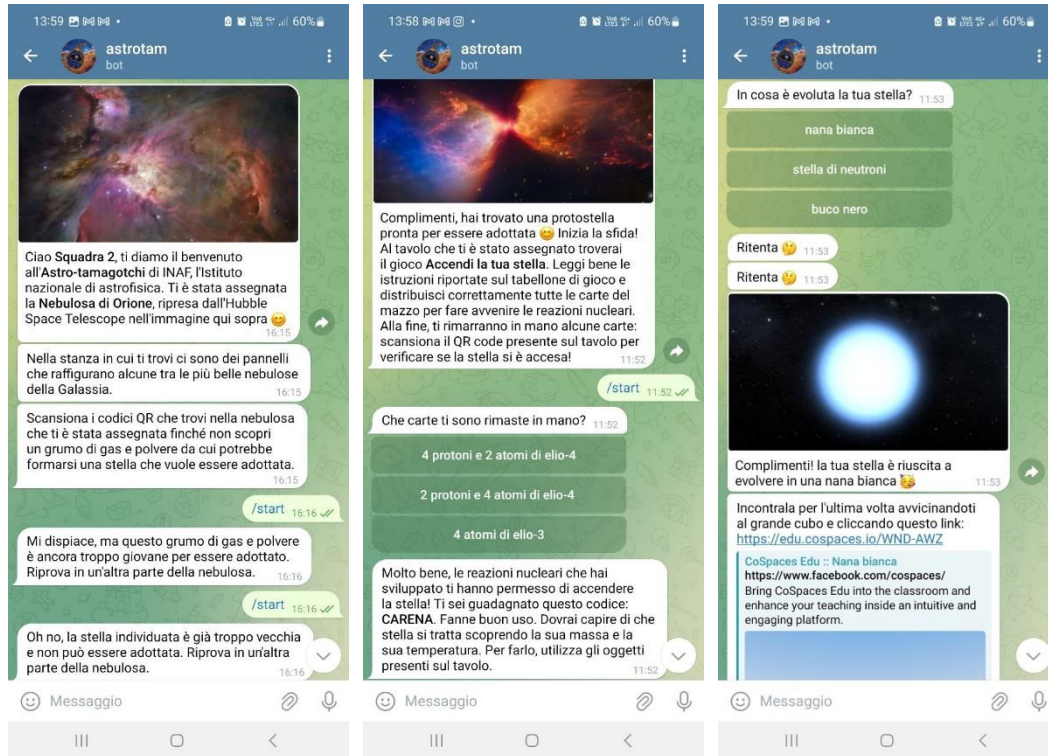 13:59
60%
astrotam
bot
Ciao Squadra 2, ti diamo il benvenuto
all'Astro-tamagotchi di INAF, l'Istituto
nazionale di astrofisica. Ti è stata assegnata
la Nebulosa di Orione, ripresa dall'Hubble
Space Telescope nell'immagine qui sopra
16:15
Nella stanza in cui ti trovi ci sono dei pannelli
che raffigurano alcune tra le più belle nebulose
della Galassia.
16:15
Scansiona i codici QR che trovi nella nebulosa
che ti è stata assegnata finché non scopri
un grumo di gas e polvere da cui potrebbe
formarsi una stella che vuole essere adottata.
16:15
/start 16:16
Mi dispiace, ma questo grumo di gas e polvere
è ancora troppo giovane per essere adottato.
Riprova in un'altra parte della nebulosa.
16:16
/start 16:16
Oh no, la stella individuata è già troppo vecchia
e non può essere adottata. Riprova in un'altra
parte della nebulosa.
16:16
Messaggio
13:58
60%
astrotam
bot
Complimenti, hai trovato una protostella
pronta per essere adottata Inizia la sfida!
Al tavolo che ti è stato assegnato troverai
il gioco Accendi la tua stella. Leggi bene le
istruzioni riportate sul tabellone di gioco e
distribuisci correttamente tutte le carte del
mazzo per fare avvenire le reazioni nucleari.
Alla fine, ti rimarranno in mano alcune carte:
scansiona il QR code presente sul tavolo per
verificare se la stella si è accesa!
11:52
/start 11:52
Che carte ti sono rimaste in mano? 11:52
4 protoni e 2 atomi di elio-4
2 protoni e 4 atomi di elio-4
4 atomi di elio-3
Molto bene, le reazioni nucleari che hai
sviluppato ti hanno permesso di accendere
la stella! Ti sei guadagnato questo codice:
CARENA. Fanne buon uso. Dovrai capire di che
stella si tratta scoprendo la sua massa e la
sua temperatura. Per farlo, utilizza gli oggetti
presenti sul tavolo.
11:52
Messaggio
13:59
60%
astrotam
bot
In cosa è evoluta la tua stella? 11:53
nana bianca
stella di neutroni
buco nero
Ritenta 11:53
Ritenta 11:53
Complimenti! la tua stella è riuscita a
evolvere in una nana bianca
11:53
Incontrala per l'ultima volta avvicinandoti
al grande cubo e cliccando questo link:
https://edu.cospaces.io/WND-AWZ
CoSpaces Edu :: Nana bianca
https://www.facebook.com/cospaces/
Bring CoSpaces Edu into the classroom and
enhance your teaching inside an intuitive and
engaging platform.
Messaggio